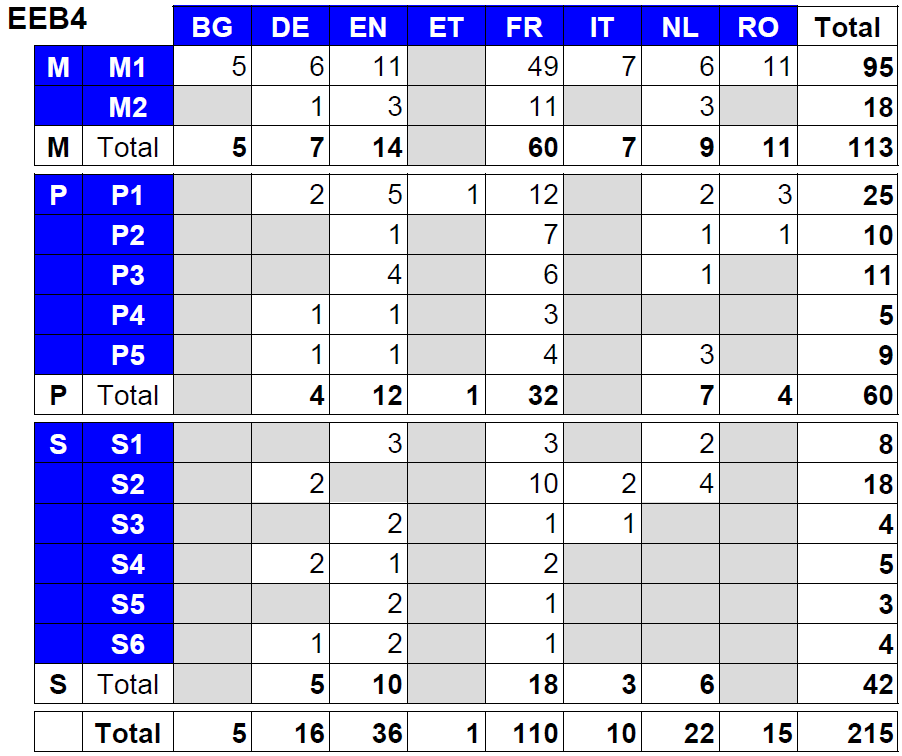 EEB4
BG DE EN ET FR IT NL RO Total
M M1 5 6 11 49 7 6 11 95
M2 1 3 11 3 18
M Total 5 7 14 60 7 9 11 113
P P1 2 5 1 12 2 3 25
P2 1 7 1 1 10
P3 4 6 1 11
P4 1 1 3 5
P5 1 1 4 3 9
P Total 4 12 1 32 7 4 60
S S1 3 3 2 8
S2 2 10 2 4 18
S3 2 1 1 4
S4 2 1 2 5
S5 2 1 3
S6 1 2 1 4
S Total 5 10 18 3 6 42
Total 5 16 36 1 110 10 22 15 215